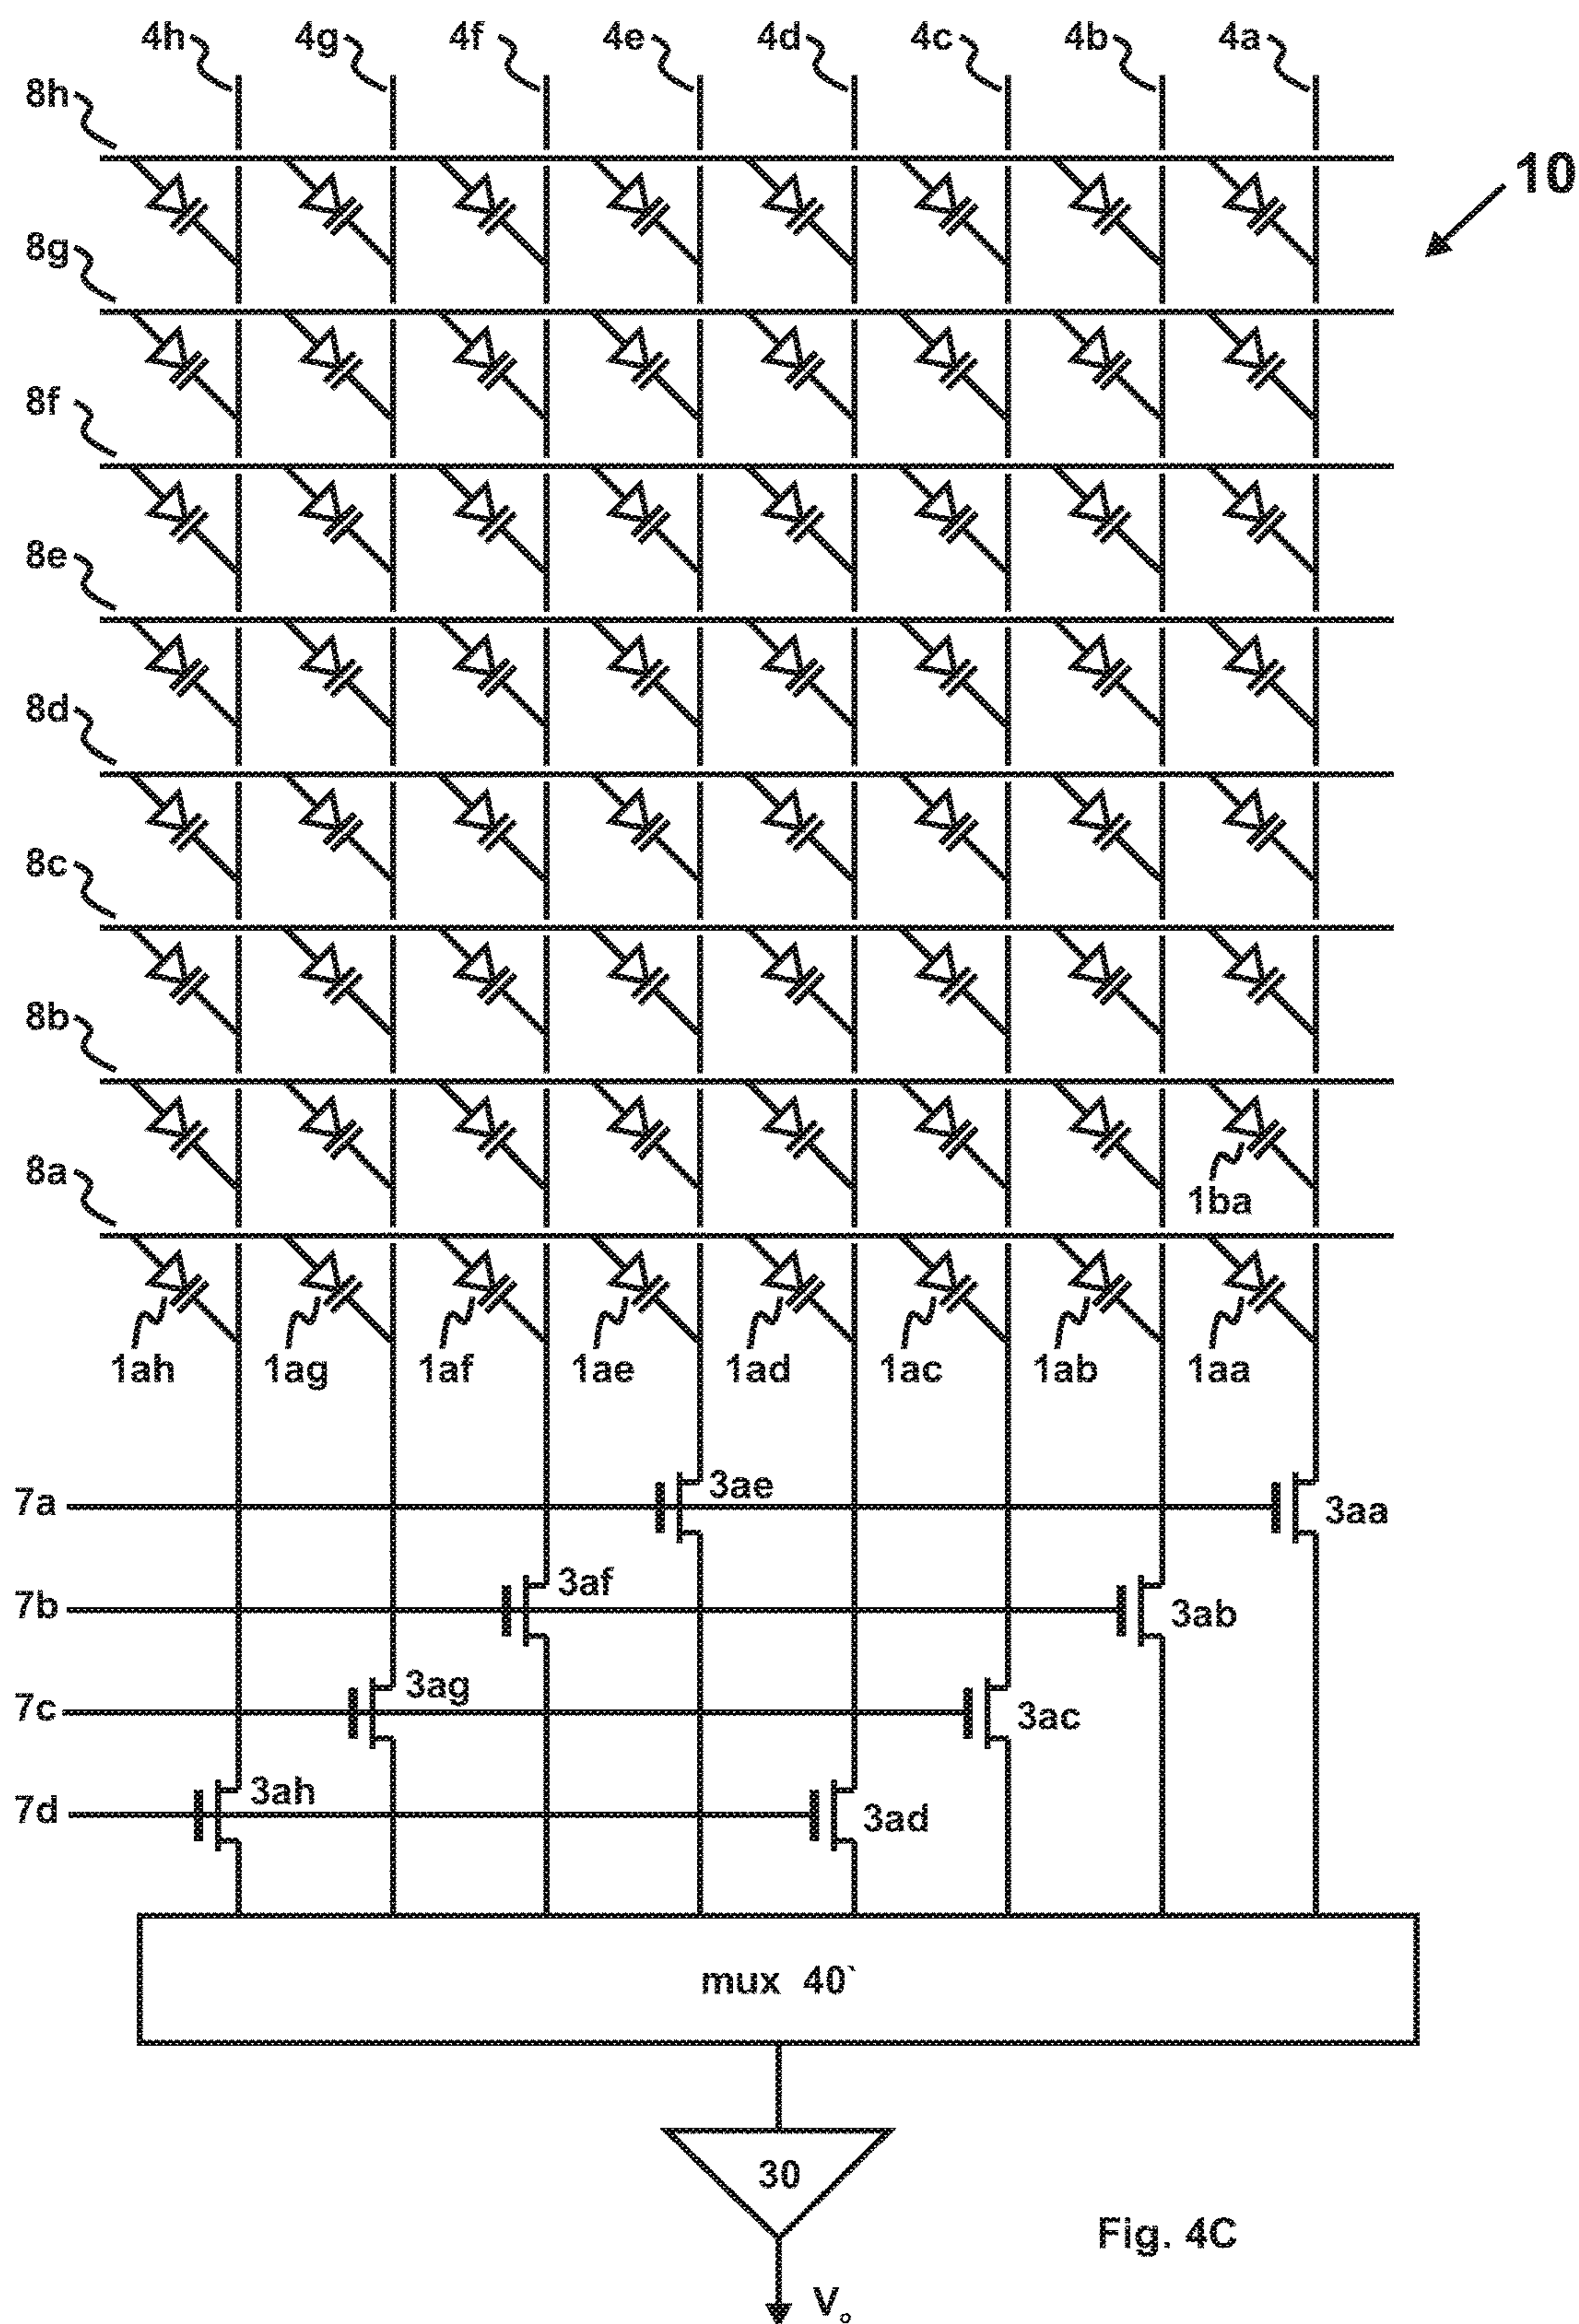 4h 4g 4f 4e 4d 4c 4b 4a
8h
10
8g
8f
8e
8d
8c
8b
8a
1ba
1ah 1ag 1af 1ae 1ad 1ac 1ab 1aa
7a 3ae 3aa
7b 3af 3ab
7c 3ag 3ac
7d 3ah 3ad
mux 40`
30
Fig. 4C
Vo